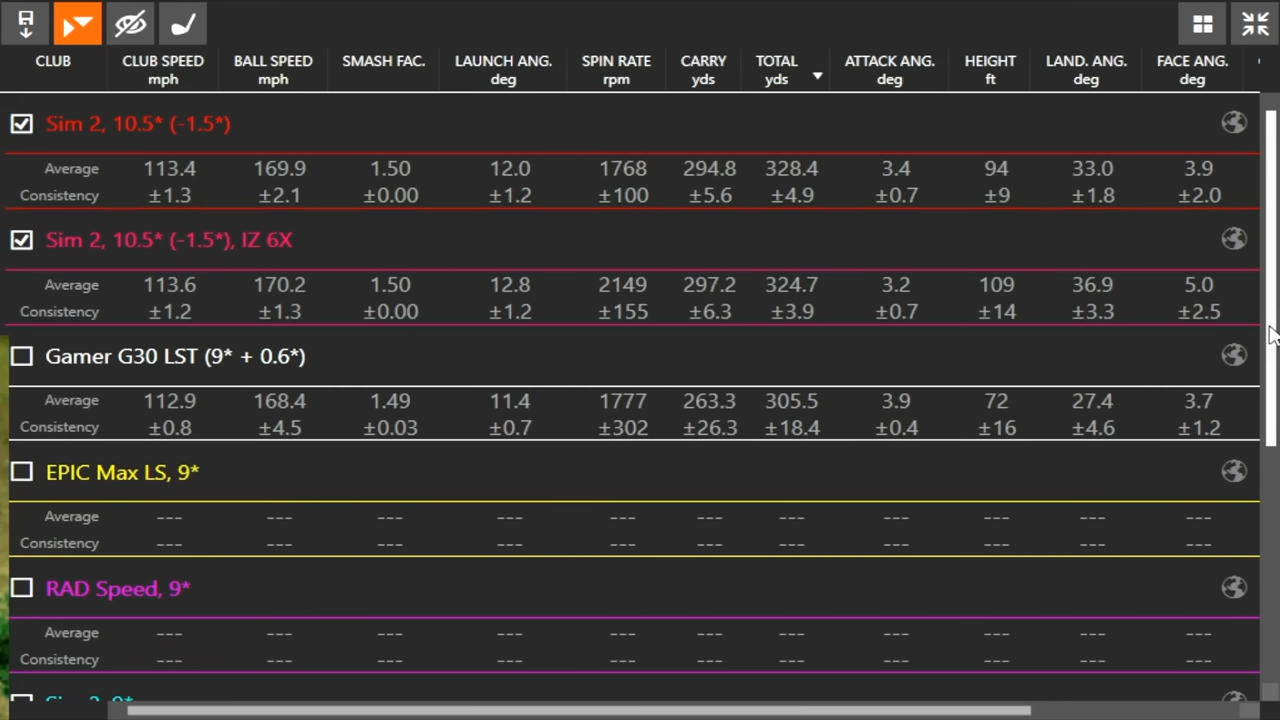 CLUB CLUB SPEED mph BALL SPEED mph SMASH FAC. LAUNCH ANG. deg SPIN RATE rpm CARRY yds TOTAL yds ATTACK ANG. deg HEIGHT ft LAND. ANG. deg FACE ANG. deg
Sim 2, 10.5* (-1.5*)
Average 113.4 169.9 1.50 12.0 1768 294.8 328.4 3.4 94 33.0 3.9
Consistency ±1.3 ±2.1 ±0.00 ±1.2 ±100 ±5.6 ±4.9 ±0.7 ±9 ±1.8 ±2.0
Sim 2, 10.5* (-1.5*), IZ 6X
Average 113.6 170.2 1.50 12.8 2149 297.2 324.7 3.2 109 36.9 5.0
Consistency ±1.2 ±1.3 ±0.00 ±1.2 ±155 ±6.3 ±3.9 ±0.7 ±14 ±3.3 ±2.5
Gamer G30 LST (9* + 0.6*)
Average 112.9 168.4 1.49 11.4 1777 263.3 305.5 3.9 72 27.4 3.7
Consistency ±0.8 ±4.5 ±0.03 ±0.7 ±302 ±26.3 ±18.4 ±0.4 ±16 ±4.6 ±1.2
EPIC Max LS, 9*
Average --- --- --- --- --- --- --- --- --- --- ---
Consistency --- --- --- --- --- --- --- --- --- --- ---
RAD Speed, 9*
Average --- --- --- --- --- --- --- --- --- --- ---
Consistency --- --- --- --- --- --- --- --- --- --- ---